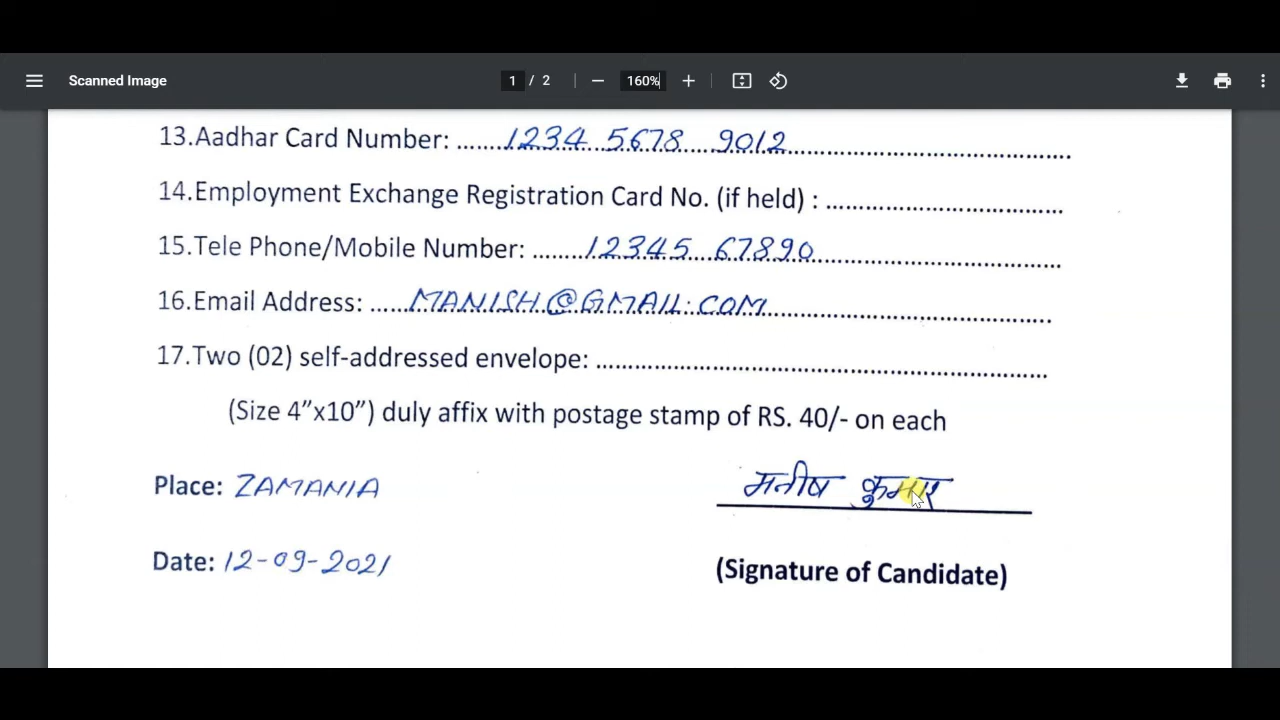 Scanned Image 1 / 2 160%
13.Aadhar Card Number: .......1234...5678....9012.......................................
14.Employment Exchange Registration Card No. (if held) : ................................
15.Tele Phone/Mobile Number: .......12345...67890...................................
16.Email Address: .....MANISH@GMAIL.COM.........................................
17.Two (02) self-addressed envelope: ............................................................
(Size 4”x10”) duly affix with postage stamp of RS. 40/- on each
Place: ZAMANIA मनीष कुमार
Date: 12-09-2021 (Signature of Candidate)